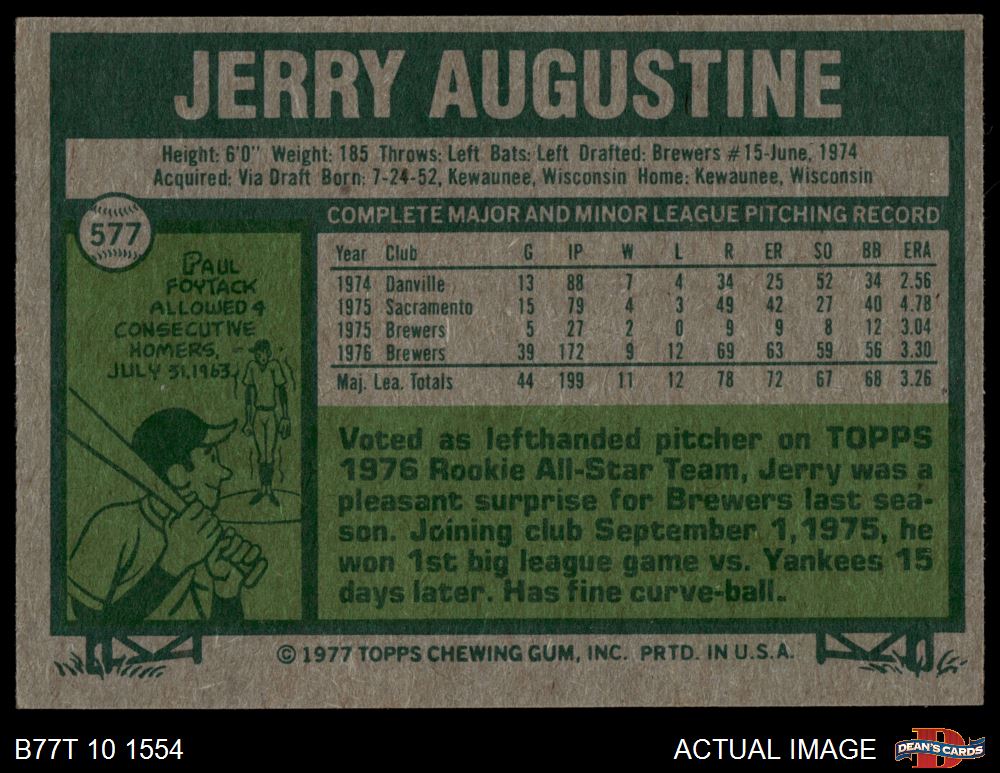 JERRY AUGUSTINE
Height: 6'0" Weight: 185 Throws: Left Bats: Left Drafted: Brewers #15-June, 1974
Acquired: Via Draft Born: 7-24-52, Kewaunee, Wisconsin Home: Kewaunee, Wisconsin
577
PAUL
FOYTACK
ALLOWED 4
CONSECUTIVE
HOMERS,
JULY 31, 1963.
COMPLETE MAJOR AND MINOR LEAGUE PITCHING RECORD
Year Club G IP W L R ER SO BB ERA
1974 Danville 13 88 7 4 34 25 52 34 2.56
1975 Sacramento 15 79 4 3 49 42 27 40 4.78
1975 Brewers 5 27 2 0 9 9 8 12 3.04
1976 Brewers 39 172 9 12 69 63 59 56 3.30
Maj. Lea. Totals 44 199 11 12 78 72 67 68 3.26
Voted as lefthanded pitcher on TOPPS
1976 Rookie All-Star Team, Jerry was a
pleasant surprise for Brewers last sea-
son. Joining club September 1, 1975, he
won 1st big league game vs. Yankees 15
days later. Has fine curve-ball.
© 1977 TOPPS CHEWING GUM, INC. PRTD. IN U.S.A.
B77T 10 1554
ACTUAL IMAGE
D
DEAN'S CARDS